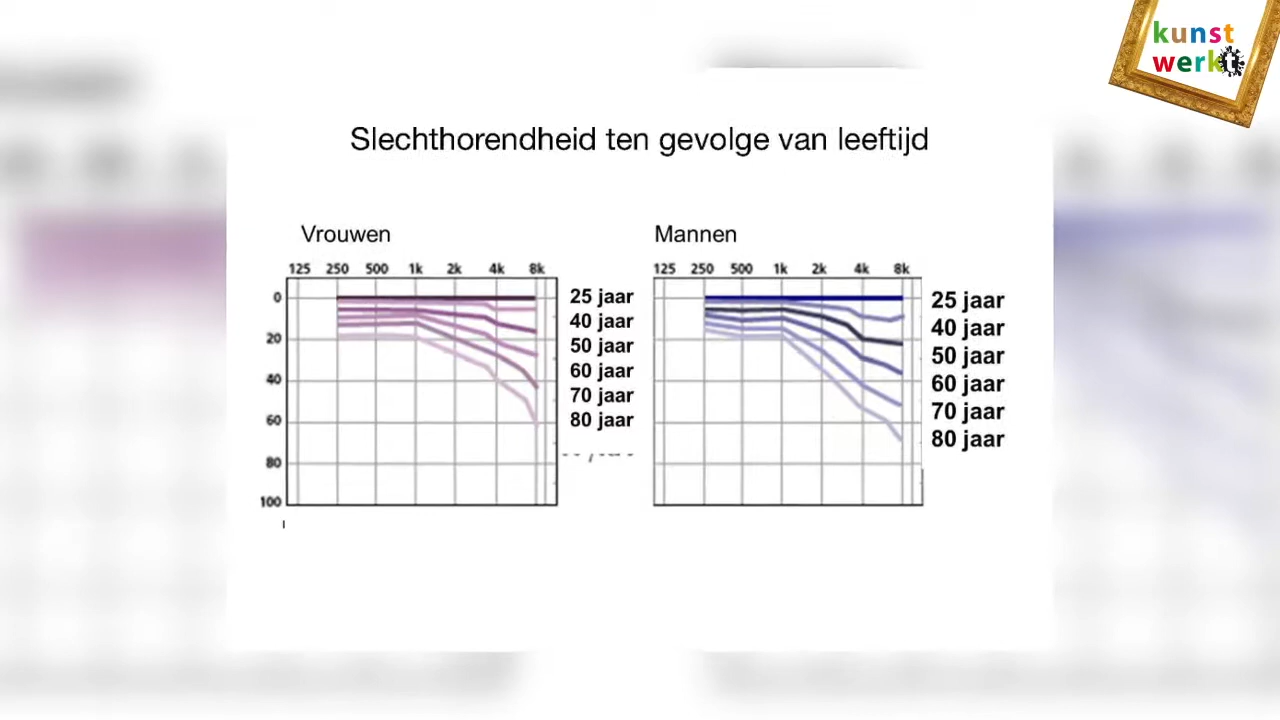 kunst
werkt
Slechthorendheid ten gevolge van leeftijd
Vrouwen
125 250 500 1k 2k 4k 8k
0
20
40
60
80
100
25 jaar
40 jaar
50 jaar
60 jaar
70 jaar
80 jaar
Mannen
125 250 500 1k 2k 4k 8k
25 jaar
40 jaar
50 jaar
60 jaar
70 jaar
80 jaar